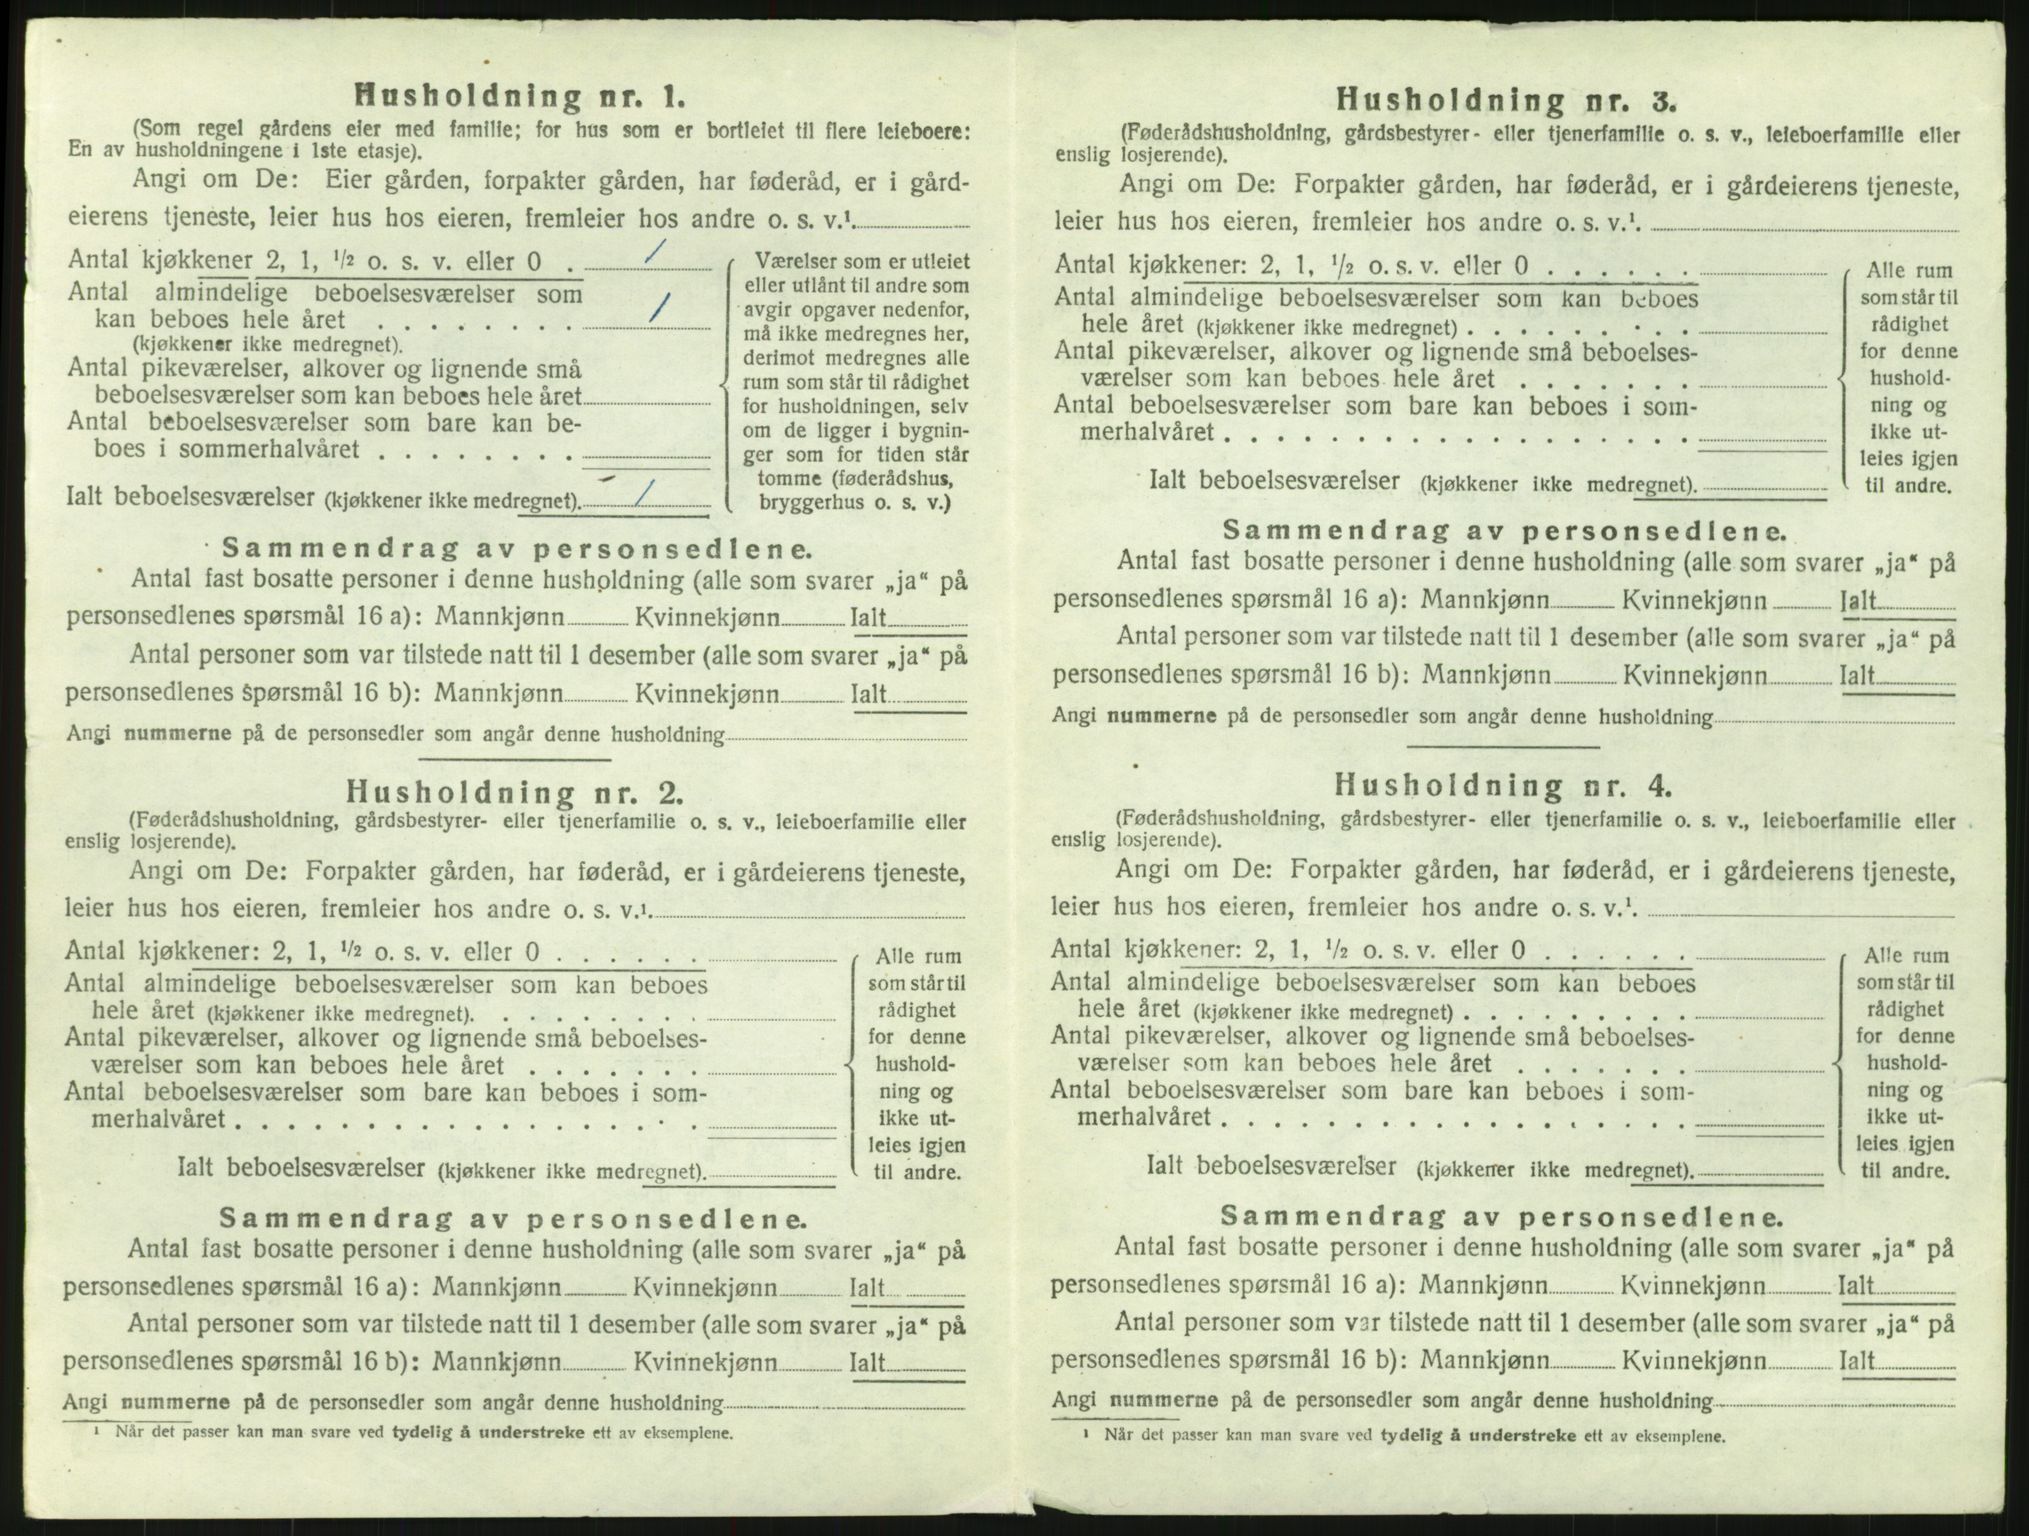 Husholdning nr. 1.
(Som regel gårdens eier med familie; for hus som er bortleiet til flere leieboere:
En av husholdningene i 1ste etasje).
Angi om De: Eier gården, forpakter gården, har føderåd, er i gård-
eierens tjeneste, leier hus hos eieren, fremleier hos andre o. s. v.¹.
Antal kjøkkener 2, 1, ¹/₂ o. s. v. eller 0 . 1
Antal almindelige beboelsesværelser som
kan beboes hele året . . . . . . . . 1
(kjøkkener ikke medregnet).
Antal pikeværelser, alkover og lignende små
beboelsesværelser som kan beboes hele året
Antal beboelsesværelser som bare kan be-
boes i sommerhalvåret . . . . . . . .
Ialt beboelsesværelser (kjøkkener ikke medregnet). 1
Værelser som er utleiet
eller utlånt til andre som
avgir opgaver nedenfor,
må ikke medregnes her,
derimot medregnes alle
rum som står til rådighet
for husholdningen, selv
om de ligger i bygnin-
ger som for tiden står
tomme (føderådshus,
bryggerhus o. s. v.)
Sammendrag av personsedlene.
Antal fast bosatte personer i denne husholdning (alle som svarer „ja“ på
personsedlenes spørsmål 16 a): Mannkjønn Kvinnekjønn Ialt
Antal personer som var tilstede natt til 1 desember (alle som svarer „ja“ på
personsedlenes spørsmål 16 b): Mannkjønn Kvinnekjønn Ialt
Angi nummerne på de personsedler som angår denne husholdning
Husholdning nr. 2.
(Føderådshusholdning, gårdsbestyrer- eller tjenerfamilie o. s. v., leieboerfamilie eller
enslig losjerende).
Angi om De: Forpakter gården, har føderåd, er i gårdeierens tjeneste,
leier hus hos eieren, fremleier hos andre o. s. v.¹.
Antal kjøkkener: 2, 1, ¹/₂ o. s. v. eller 0 . . . . . .
Antal almindelige beboelsesværelser som kan beboes
hele året (kjøkkener ikke medregnet). . . . . . . . .
Antal pikeværelser, alkover og lignende små beboelses-
værelser som kan beboes hele året . . . . . . .
Antal beboelsesværelser som bare kan beboes i som-
merhalvåret . . . . . . . . . . . . . . . . . .
Ialt beboelsesværelser (kjøkkener ikke medregnet).
Alle rum
som står til
rådighet
for denne
hushold-
ning og
ikke ut-
leies igjen
til andre.
Sammendrag av personsedlene.
Antal fast bosatte personer i denne husholdning (alle som svarer „ja“ på
personsedlenes spørsmål 16 a): Mannkjønn Kvinnekjønn Ialt
Antal personer som var tilstede natt til 1 desember (alle som svarer „ja“ på
personsedlenes spørsmål 16 b): Mannkjønn Kvinnekjønn Ialt
Angi nummerne på de personsedler som angår denne husholdning
¹ Når det passer kan man svare ved tydelig å understreke ett av eksemplene.
Husholdning nr. 3.
(Føderådshusholdning, gårdsbestyrer- eller tjenerfamilie o. s. v., leieboerfamilie eller
enslig losjerende).
Angi om De: Forpakter gården, har føderåd, er i gårdeierens tjeneste,
leier hus hos eieren, fremleier hos andre o. s. v.¹.
Antal kjøkkener: 2, 1, ¹/₂ o. s. v. eller 0 . . . . . .
Antal almindelige beboelsesværelser som kan beboes
hele året (kjøkkener ikke medregnet) . . . . . . . . .
Antal pikeværelser, alkover og lignende små beboelses-
værelser som kan beboes hele året . . . . . . .
Antal beboelsesværelser som bare kan beboes i som-
merhalvåret . . . . . . . . . . . . . . . . . .
Ialt beboelsesværelser (kjøkkener ikke medregnet).
Alle rum
som står til
rådighet
for denne
hushold-
ning og
ikke ut-
leies igjen
til andre.
Sammendrag av personsedlene.
Antal fast bosatte personer i denne husholdning (alle som svarer „ja“ på
personsedlenes spørsmål 16 a): Mannkjønn Kvinnekjønn Ialt
Antal personer som var tilstede natt til 1 desember (alle som svarer „ja“ på
personsedlenes spørsmål 16 b): Mannkjønn Kvinnekjønn Ialt
Angi nummerne på de personsedler som angår denne husholdning
Husholdning nr. 4.
(Føderådshusholdning, gårdsbestyrer- eller tjenerfamilie o. s. v., leieboerfamilie eller
enslig losjerende).
Angi om De: Forpakter gården, har føderåd, er i gårdeierens tjeneste,
leier hus hos eieren, fremleier hos andre o. s. v.¹.
Antal kjøkkener: 2, 1, ¹/₂ o. s. v. eller 0 . . . . . .
Antal almindelige beboelsesværelser som kan beboes
hele året (kjøkkener ikke medregnet) . . . . . . . . .
Antal pikeværelser, alkover og lignende små beboelses-
værelser som kan beboes hele året . . . . . . .
Antal beboelsesværelser som bare kan beboes i som-
merhalvåret . . . . . . . . . . . . . . . . . .
Ialt beboelsesværelser (kjøkkener ikke medregnet).
Alle rum
som står til
rådighet
for denne
hushold-
ning og
ikke ut-
leies igjen
til andre.
Sammendrag av personsedlene.
Antal fast bosatte personer i denne husholdning (alle som svarer „ja“ på
personsedlenes spørsmål 16 a): Mannkjønn Kvinnekjønn Ialt
Antal personer som var tilstede natt til 1 desember (alle som svarer „ja“ på
personsedlenes spørsmål 16 b): Mannkjønn Kvinnekjønn Ialt
Angi nummerne på de personsedler som angår denne husholdning
¹ Når det passer kan man svare ved tydelig å understreke ett av eksemplene.